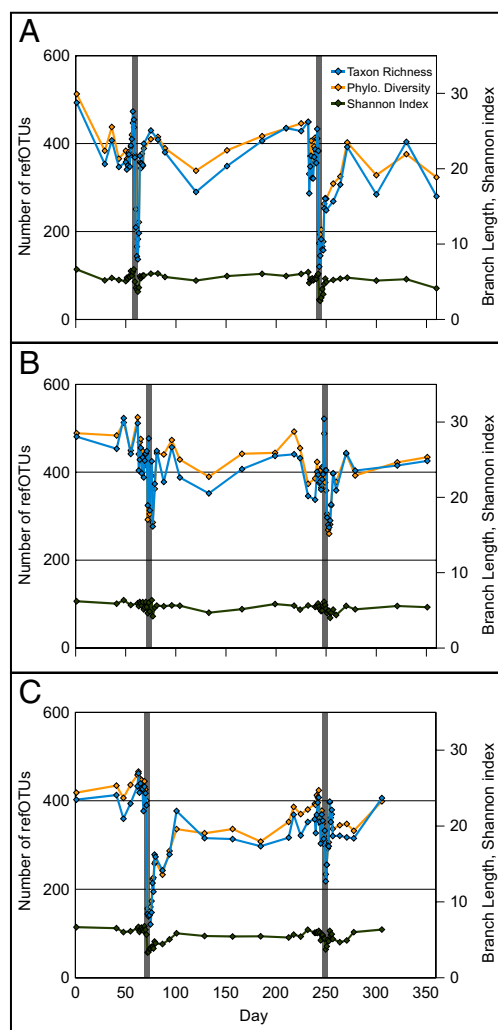 A
600
400
200
0
Number of refOTUs
Taxon Richness
Phylo. Diversity
Shannon Index
30
20
10
0
Branch Length, Shannon index
B
600
400
200
0
Number of refOTUs
30
20
10
0
Branch Length, Shannon index
C
600
400
200
0
Number of refOTUs
30
20
10
0
Branch Length, Shannon index
0 50 100 150 200 250 300 350
Day